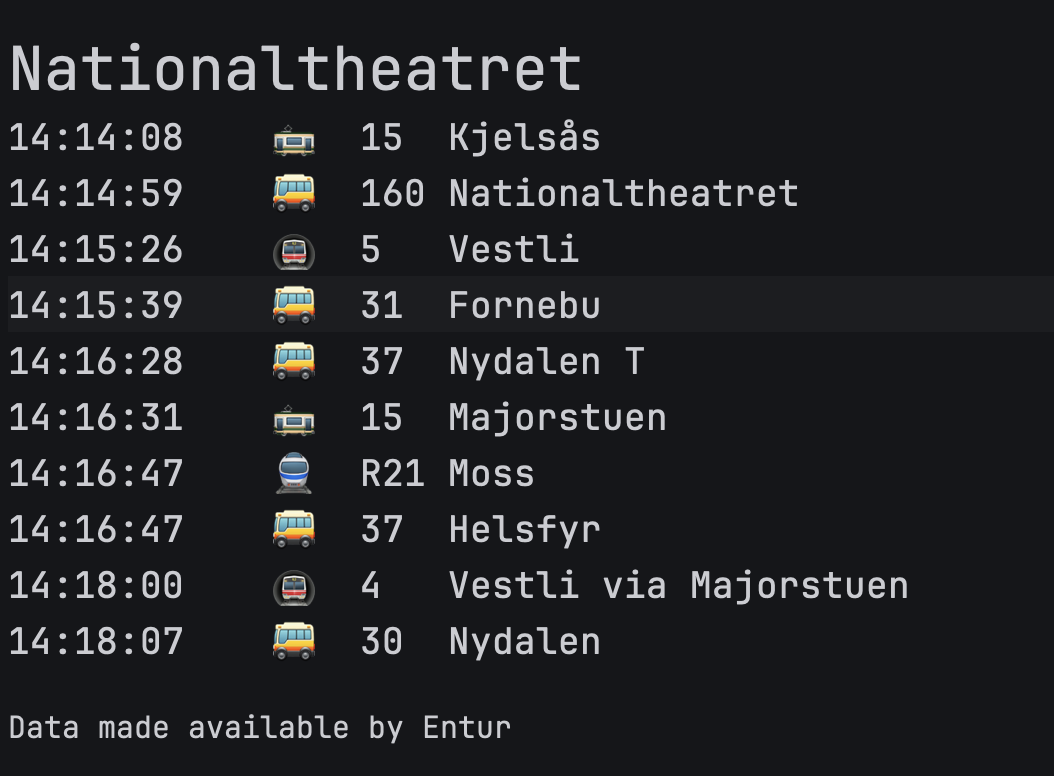 Nationaltheatret
14:14:08 15 Kjelsås
14:14:59 160 Nationaltheatret
14:15:26 5 Vestli
14:15:39 31 Fornebu
14:16:28 37 Nydalen T
14:16:31 15 Majorstuen
14:16:47 R21 Moss
14:16:47 37 Helsfyr
14:18:00 4 Vestli via Majorstuen
14:18:07 30 Nydalen
Data made available by Entur